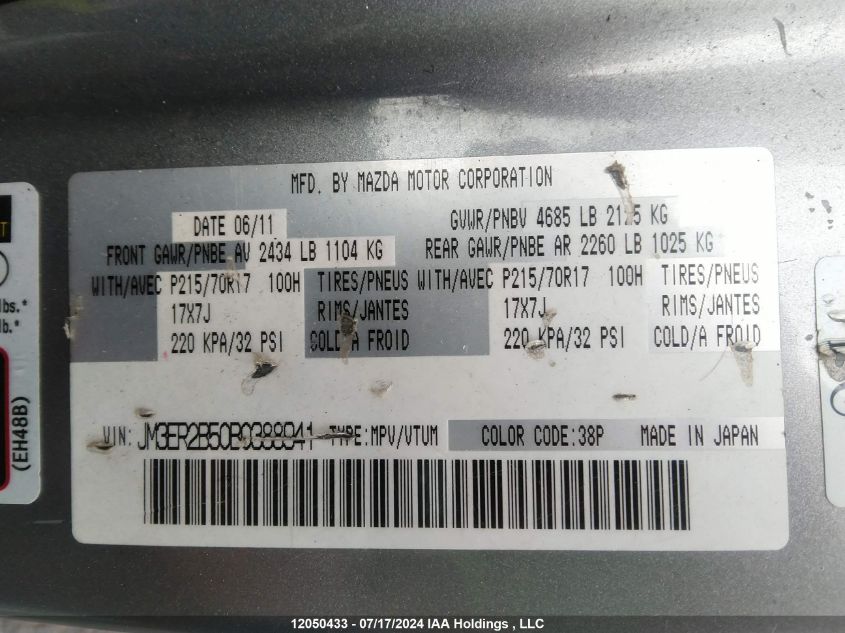 MFD. BY MAZDA MOTOR CORPORATION
DATE 06/11
GVWR/PNBV 4685 LB 2125 KG
FRONT GAWR/PNBE AV 2434 LB 1104 KG
REAR GAWR/PNBE AR 2260 LB 1025 KG
WITH/AVEC P215/70R17 100H TIRES/PNEUS WITH/AVEC P215/70R17 100H TIRES/PNEUS
17X7J RIMS/JANTES 17X7J RIMS/JANTES
220 KPA/32 PSI COLD/A FROID 220 KPA/32 PSI COLD/A FROID
VIN: TYPE:MPV/VTUM COLOR CODE:38P MADE IN JAPAN
lbs.*
lb.*
(EH48B)
12050433 - 07/17/2024 IAA Holdings , LLC